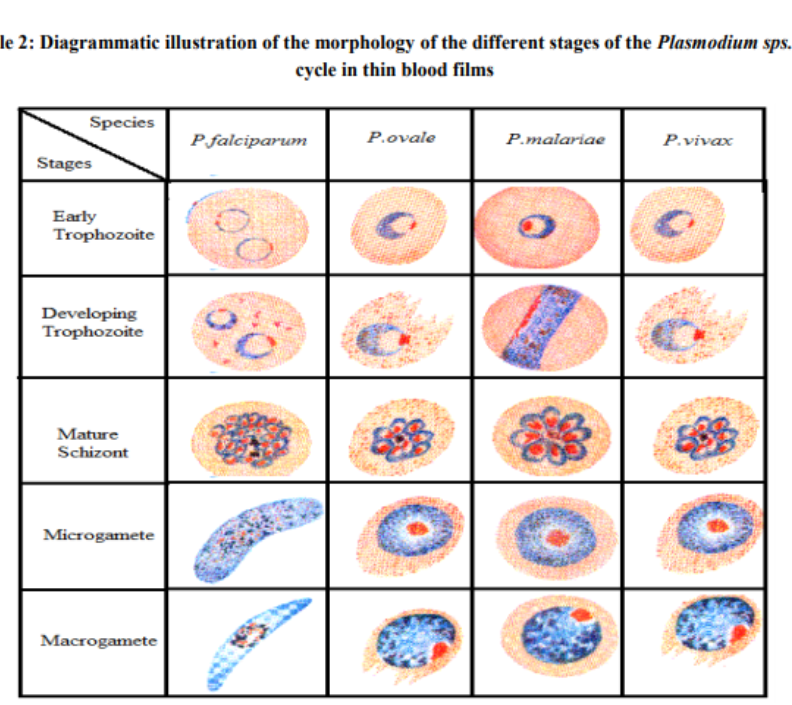 le 2: Diagrammatic illustration of the morphology of the different stages of the Plasmodium sps.
cycle in thin blood films
Species
Stages
P.falciparum
P.ovale
P.malariae
P.vivax
Early
Trophozoite
Developing
Trophozoite
Mature
Schizont
Microgamete
Macrogamete